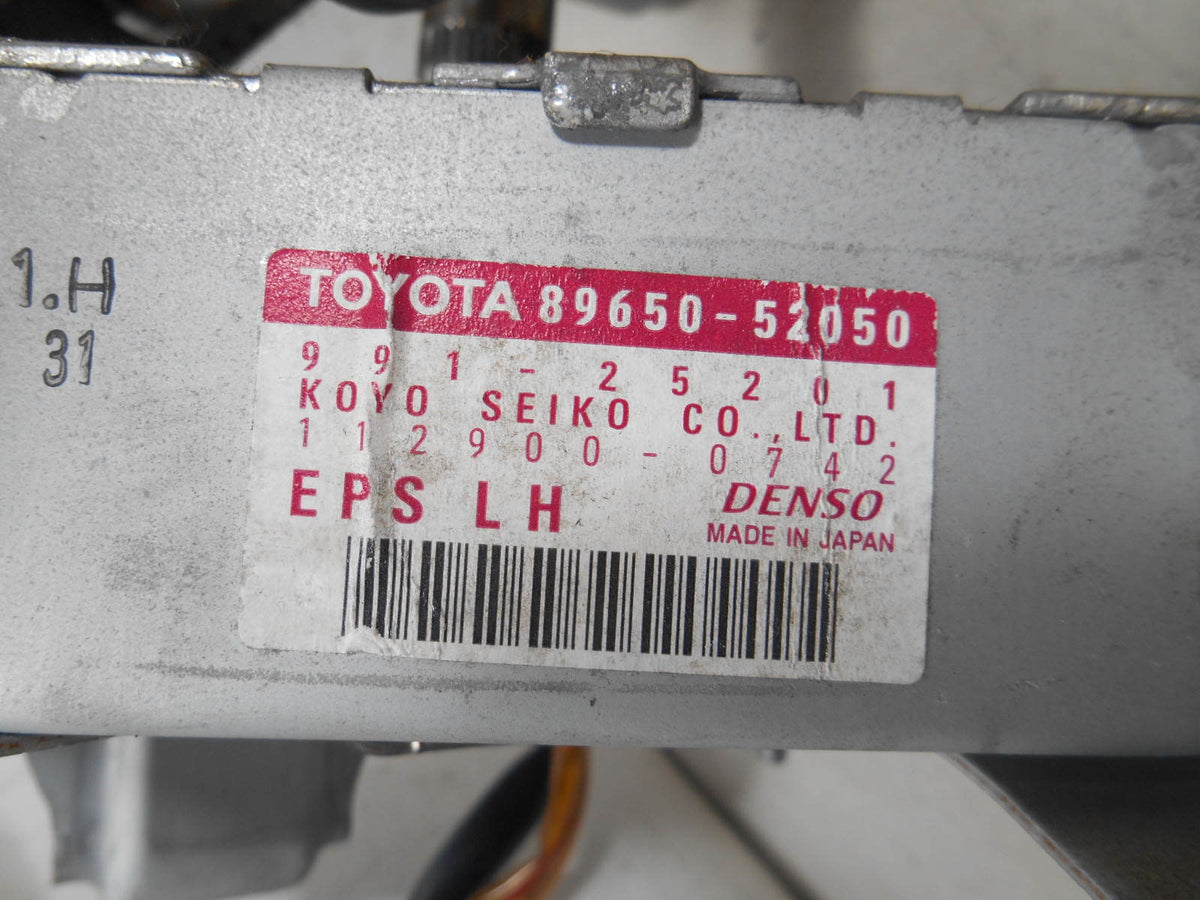 1.H
31
TOYOTA 89650-52050
991-25201
KOYO SEIKO CO.,LTD.
112900-0742
EPS LH
DENSO
MADE IN JAPAN